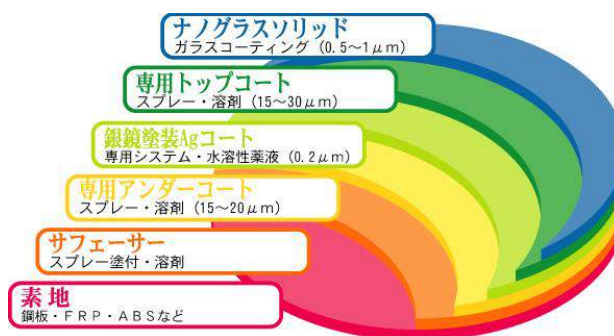 ナノグラスソリッド
ガラスコーティング（0.5～1μm）
専用トップコート
スプレー・溶剤（15～30μm）
銀鏡塗装Agコート
専用システム・水溶性薬液（0.2μm）
専用アンダーコート
スプレー・溶剤（15～20μm）
サフェーサー
スプレー塗付・溶剤
素地
鋼板・ＦＲＰ・ＡＢＳなど